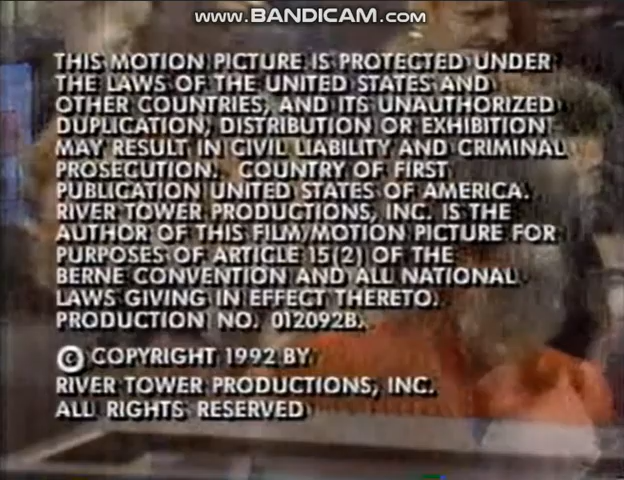 WWW.BANDICAM.COM
THIS MOTION PICTURE IS PROTECTED UNDER
THE LAWS OF THE UNITED STATES AND
OTHER COUNTRIES, AND ITS UNAUTHORIZED
DUPLICATION, DISTRIBUTION OR EXHIBITION
MAY RESULT IN CIVIL LIABILITY AND CRIMINAL
PROSECUTION. COUNTRY OF FIRST
PUBLICATION UNITED STATES OF AMERICA.
RIVER TOWER PRODUCTIONS, INC. IS THE
AUTHOR OF THIS FILM/MOTION PICTURE FOR
PURPOSES OF ARTICLE 15(2) OF THE
BERNE CONVENTION AND ALL NATIONAL
LAWS GIVING IN EFFECT THERETO.
PRODUCTION NO. 012092B.
© COPYRIGHT 1992 BY
RIVER TOWER PRODUCTIONS, INC.
ALL RIGHTS RESERVED